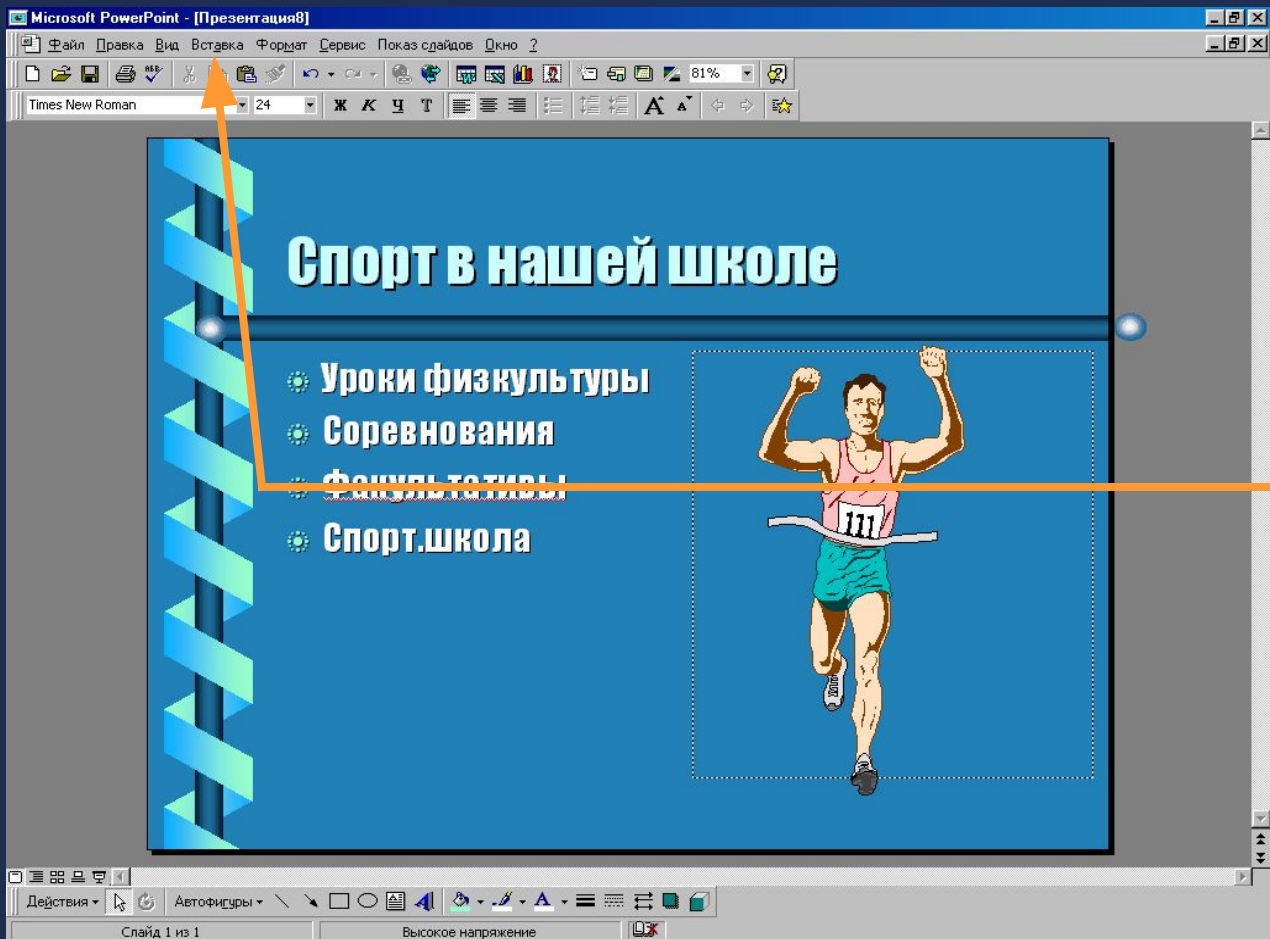 Microsoft PowerPoint - [Презентация8]
Файл Правка Вид Вставка Формат Сервис Показ слайдов Окно ?
81%
Times New Roman 24 Ж К Ч Т
Спорт в нашей школе
Уроки физкультуры
Соревнования
Факультативы
111
Спорт.школа
Действия Автофигуры
Слайд 1 из 1 Высокое напряжение